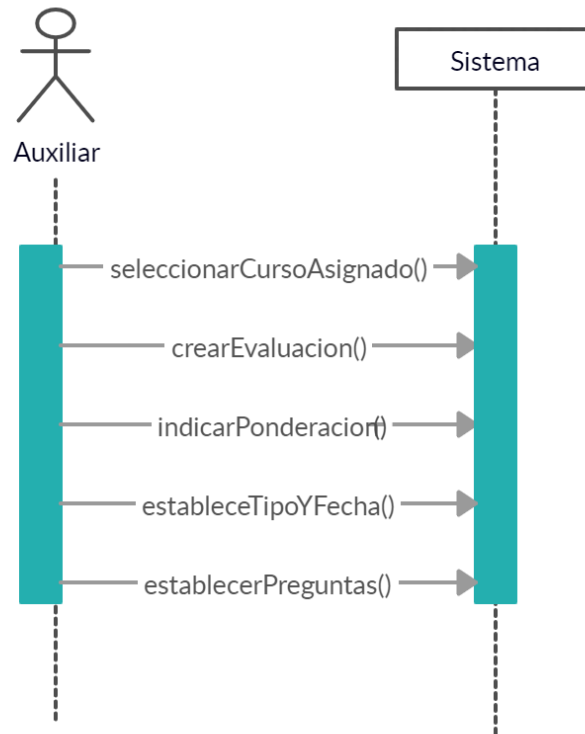 Sistema
Auxiliar
seleccionarCursoAsignado()
crearEvaluacion()
indicarPonderacion()
estableceTipoYFecha()
establecerPreguntas()